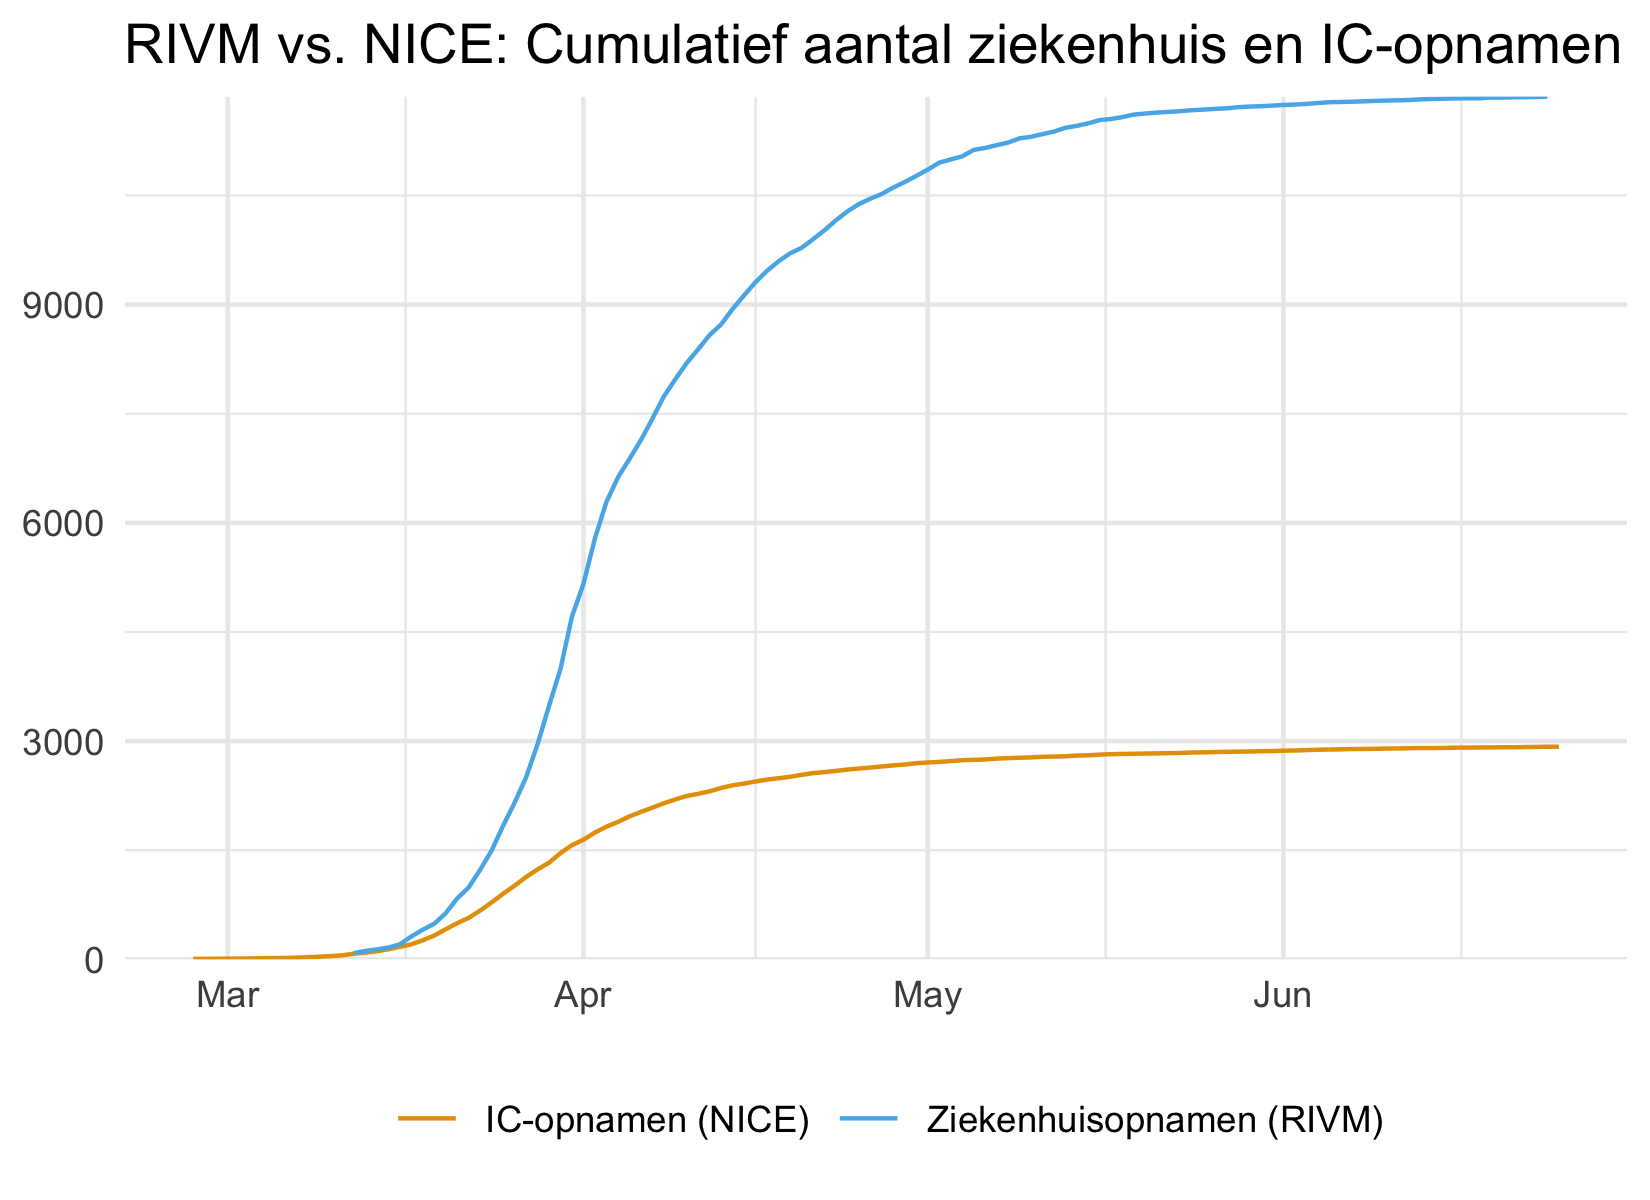 RIVM vs. NICE: Cumulatief aantal ziekenhuis en IC-opnamen
9000
6000
3000
0
Mar Apr May Jun
IC-opnamen (NICE) Ziekenhuisopnamen (RIVM)